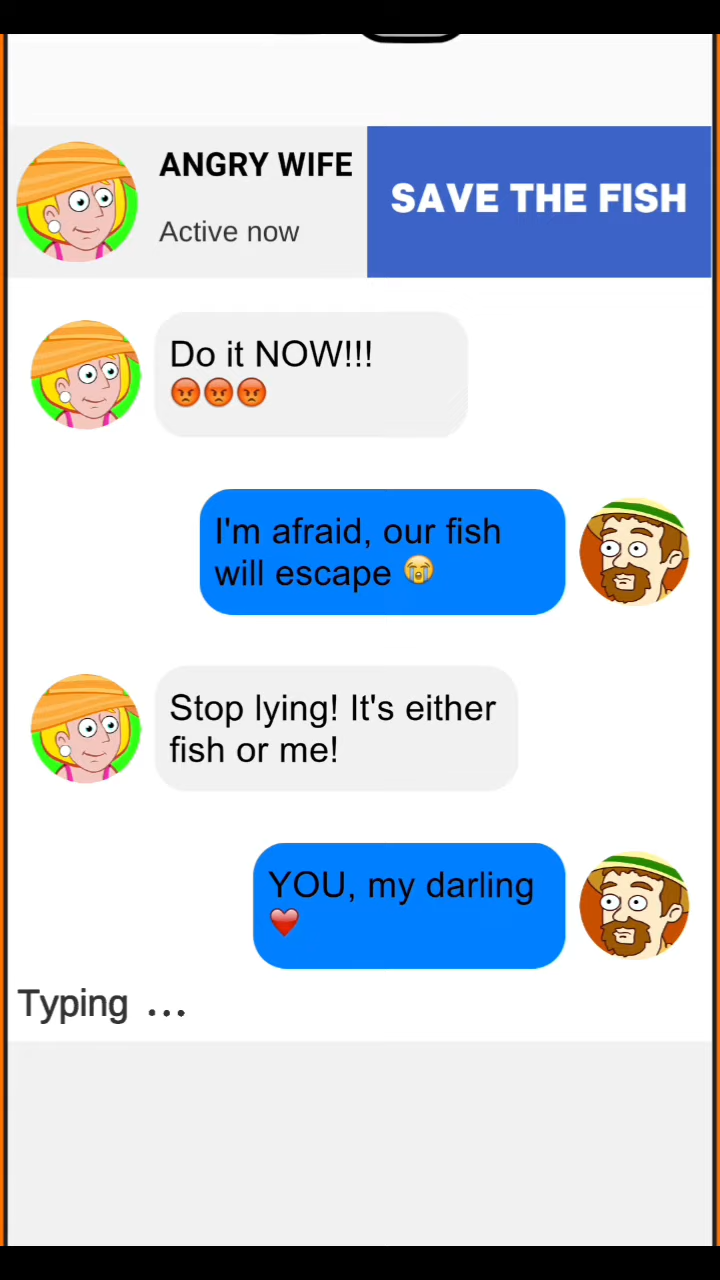 ANGRY WIFE
Active now
SAVE THE FISH
Do it NOW!!!
😡😡😡
I'm afraid, our fish
will escape 😭
Stop lying! It's either
fish or me!
YOU, my darling
❤️
Typing ...